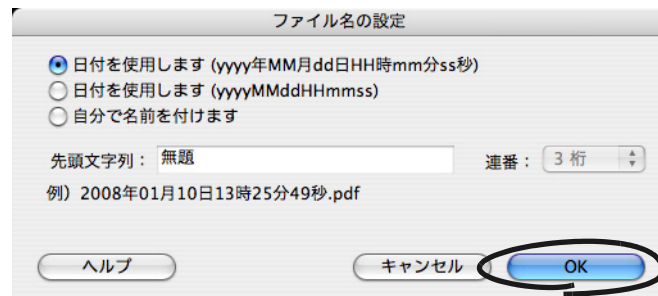 ファイル名の設定
日付を使用します (yyyy年MM月dd日HH時mm分ss秒)
日付を使用します (yyyyMMddHHmmss)
自分で名前を付けます
先頭文字列： 無題 連番： 3 桁
例）2008年01月10日13時25分49秒.pdf
ヘルプ キャンセル OK